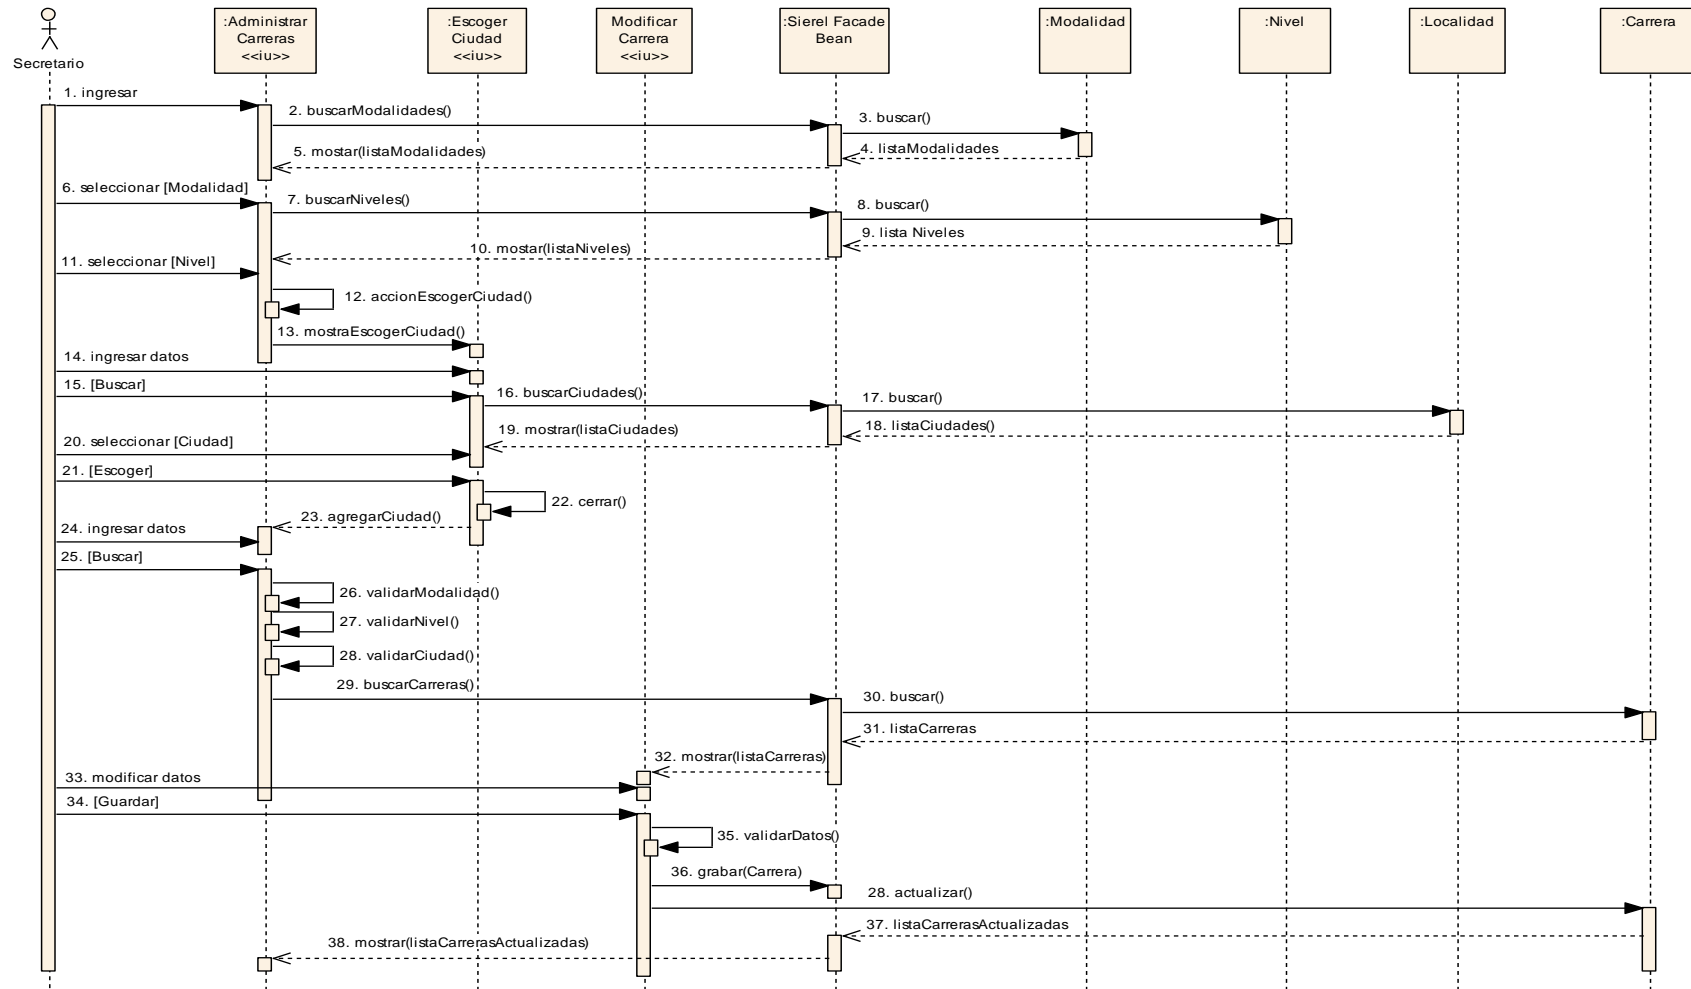 :Administrar
Carreras
<<iu>>
:Escoger
Ciudad
<<iu>>
Modificar
Carrera
<<iu>>
:Sierel Facade
Bean
:Modalidad
:Nivel
:Localidad
:Carrera
Secretario
1. ingresar
2. buscarModalidades()
3. buscar()
4. listaModalidades
5. mostar(listaModalidades)
6. seleccionar [Modalidad]
7. buscarNiveles()
8. buscar()
9. lista Niveles
10. mostar(listaNiveles)
11. seleccionar [Nivel]
12. accionEscogerCiudad()
13. mostraEscogerCiudad()
14. ingresar datos
15. [Buscar]
16. buscarCiudades()
17. buscar()
18. listaCiudades()
19. mostrar(listaCiudades)
20. seleccionar [Ciudad]
21. [Escoger]
22. cerrar()
23. agregarCiudad()
24. ingresar datos
25. [Buscar]
26. validarModalidad()
27. validarNivel()
28. validarCiudad()
29. buscarCarreras()
30. buscar()
31. listaCarreras
32. mostrar(listaCarreras)
33. modificar datos
34. [Guardar]
35. validarDatos()
36. grabar(Carrera)
28. actualizar()
37. listaCarrerasActualizadas
38. mostrar(listaCarrerasActualizadas)